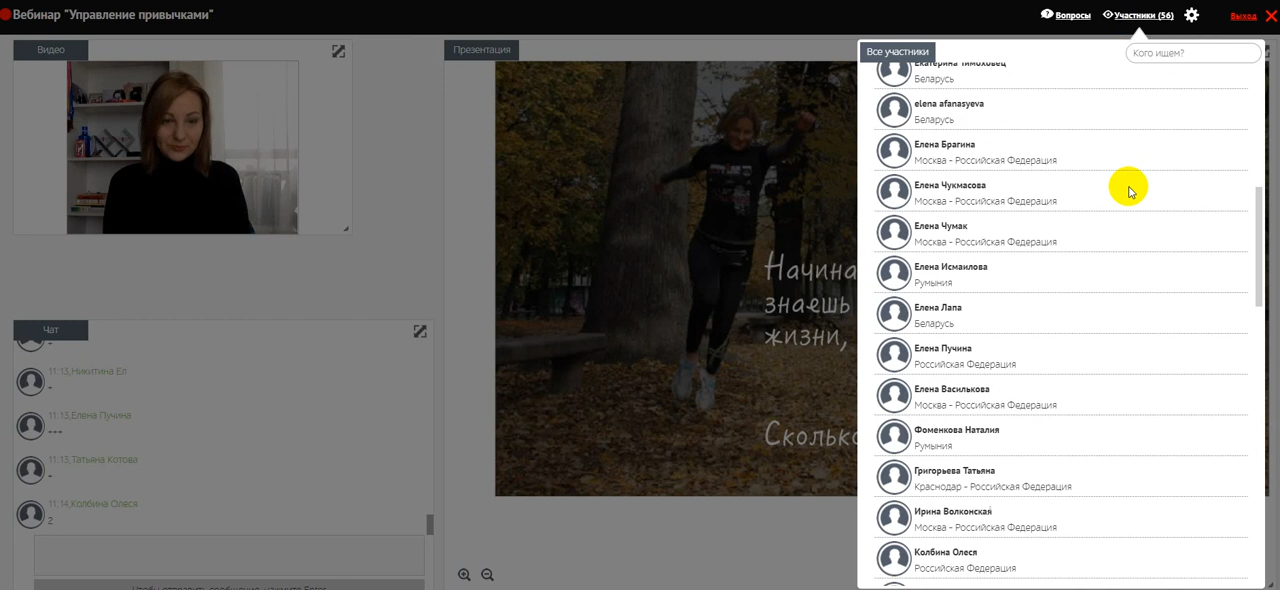 Вебинар "Управление привычками"
Вопросы
Участники (56)
Выход
Видео
Чат
11:13,Никитина Ел
-
11:13,Елена Пучина
---
11:13,Татьяна Котова
-
11:14,Колбина Олеся
2
Презентация
Начина
знаешь
жизни,
Сколько
Все участники
Кого ищем?
Екатерина Тимоховец
Беларусь
elena afanasyeva
Беларусь
Елена Брагина
Москва - Российская Федерация
Елена Чукмасова
Москва - Российская Федерация
Елена Чумак
Москва - Российская Федерация
Елена Исмаилова
Румыния
Елена Лапа
Беларусь
Елена Пучина
Российская Федерация
Елена Василькова
Москва - Российская Федерация
Фоменкова Наталия
Румыния
Григорьева Татьяна
Краснодар - Российская Федерация
Ирина Волконская
Москва - Российская Федерация
Колбина Олеся
Российская Федерация